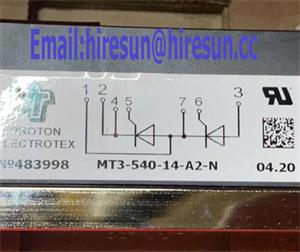 Email:hiresun@hiresun.cc
1 2 4 5 7 6 3
PROTON
ELECTROTEX
№483998 MT3-540-14-A2-N 04.20